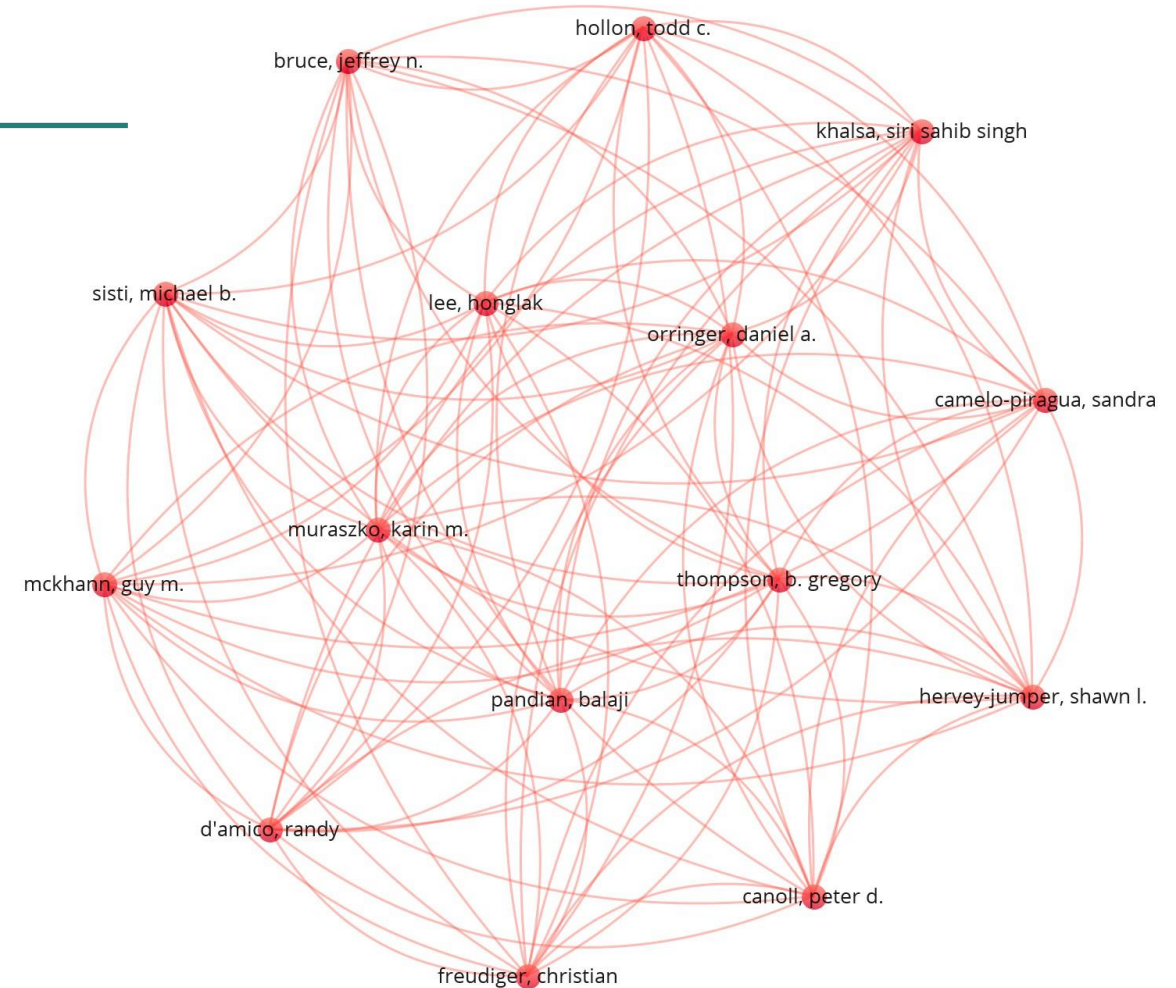 hollon, todd c.
bruce, jeffrey n.
khalsa, siri sahib singh
sisti, michael b.
lee, honglak
orringer, daniel a.
camelo-piragua, sandra
muraszko, karin m.
thompson, b. gregory
mckhann, guy m.
pandian, balaji
hervey-jumper, shawn l.
d'amico, randy
canoll, peter d.
freudiger, christian